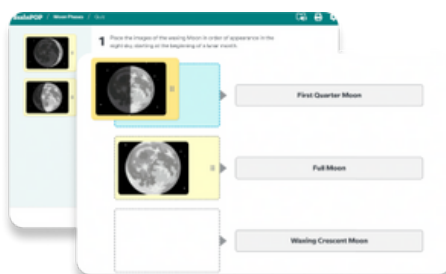 BrainPOP / Moon Phases / Quiz
1 Place the images of the waxing Moon in order of appearance in the
night sky, starting at the beginning of a lunar month.
First Quarter Moon
Full Moon
Waxing Crescent Moon